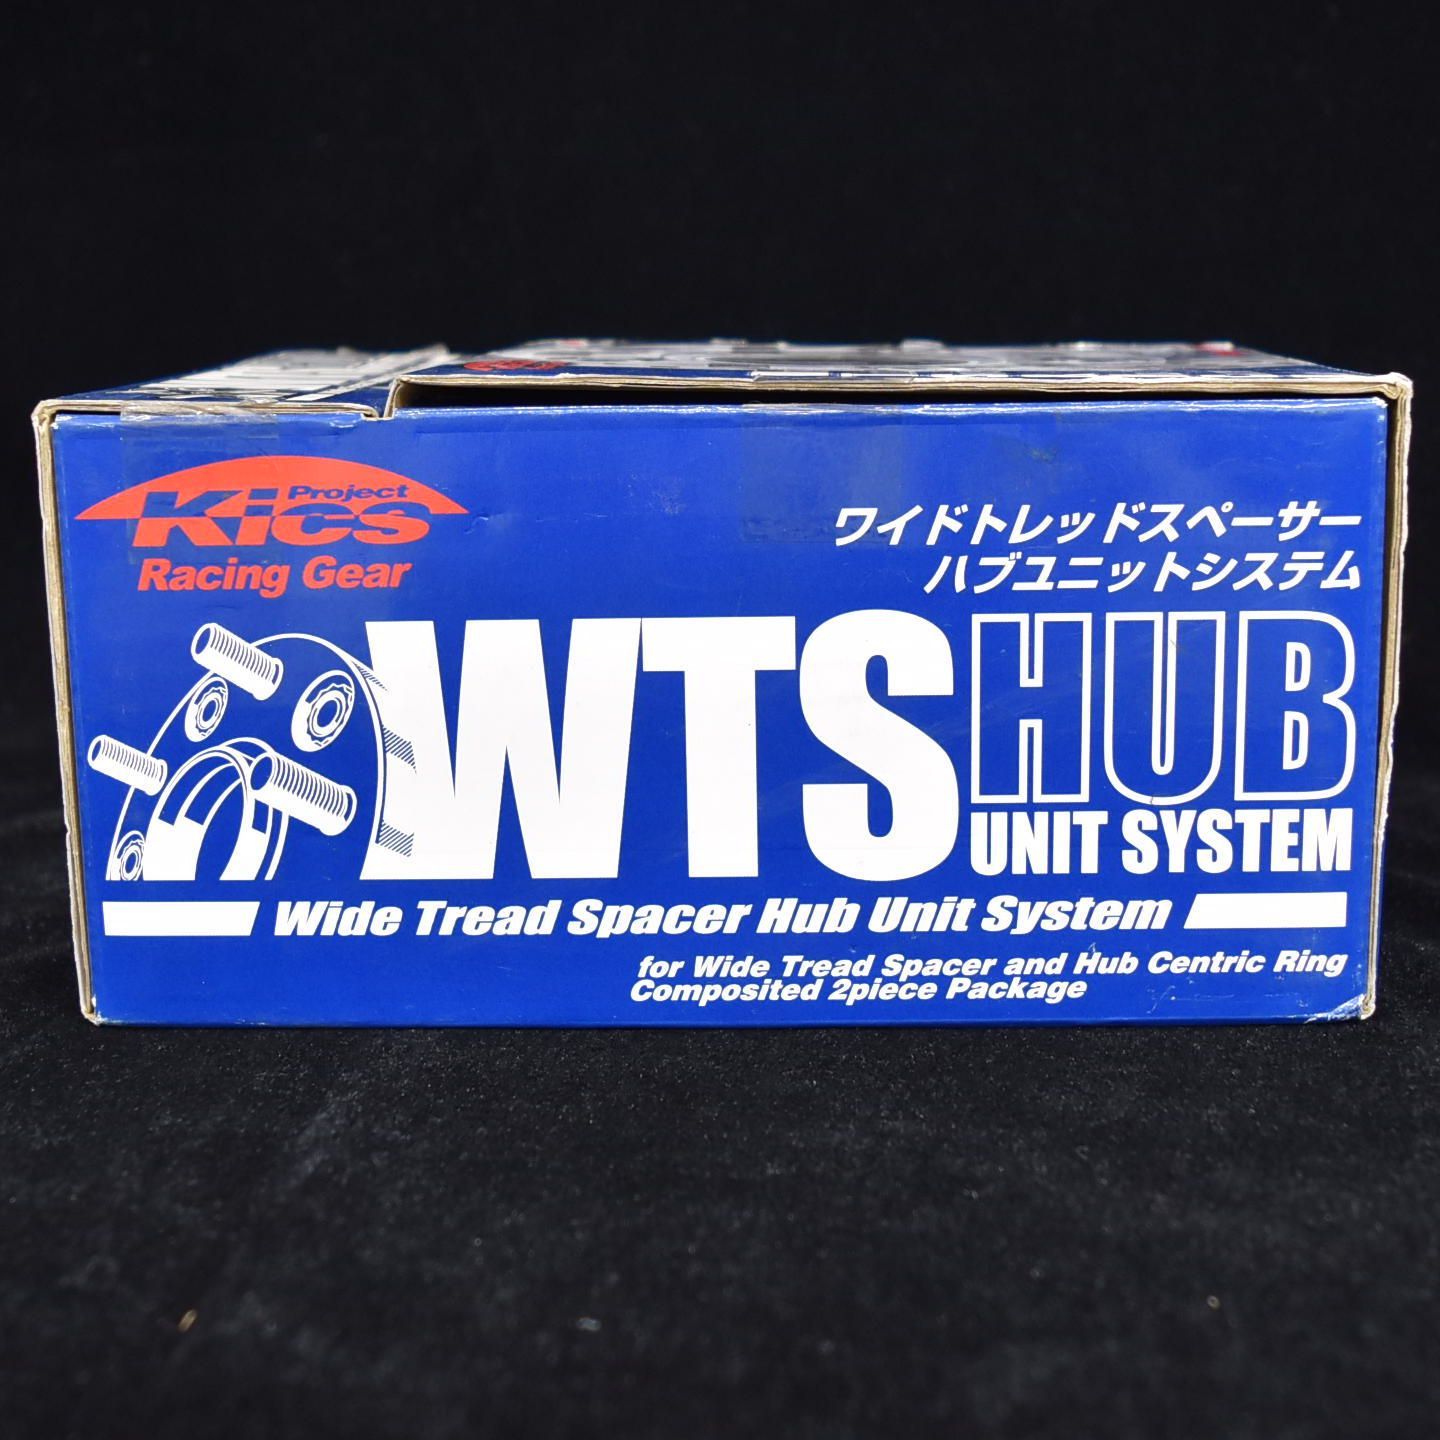 Project
Kics
Racing Gear
ワイドトレッドスペーサー
ハブユニットシステム
WTS HUB
UNIT SYSTEM
Wide Tread Spacer Hub Unit System
for Wide Tread Spacer and Hub Centric Ring
Composited 2piece Package